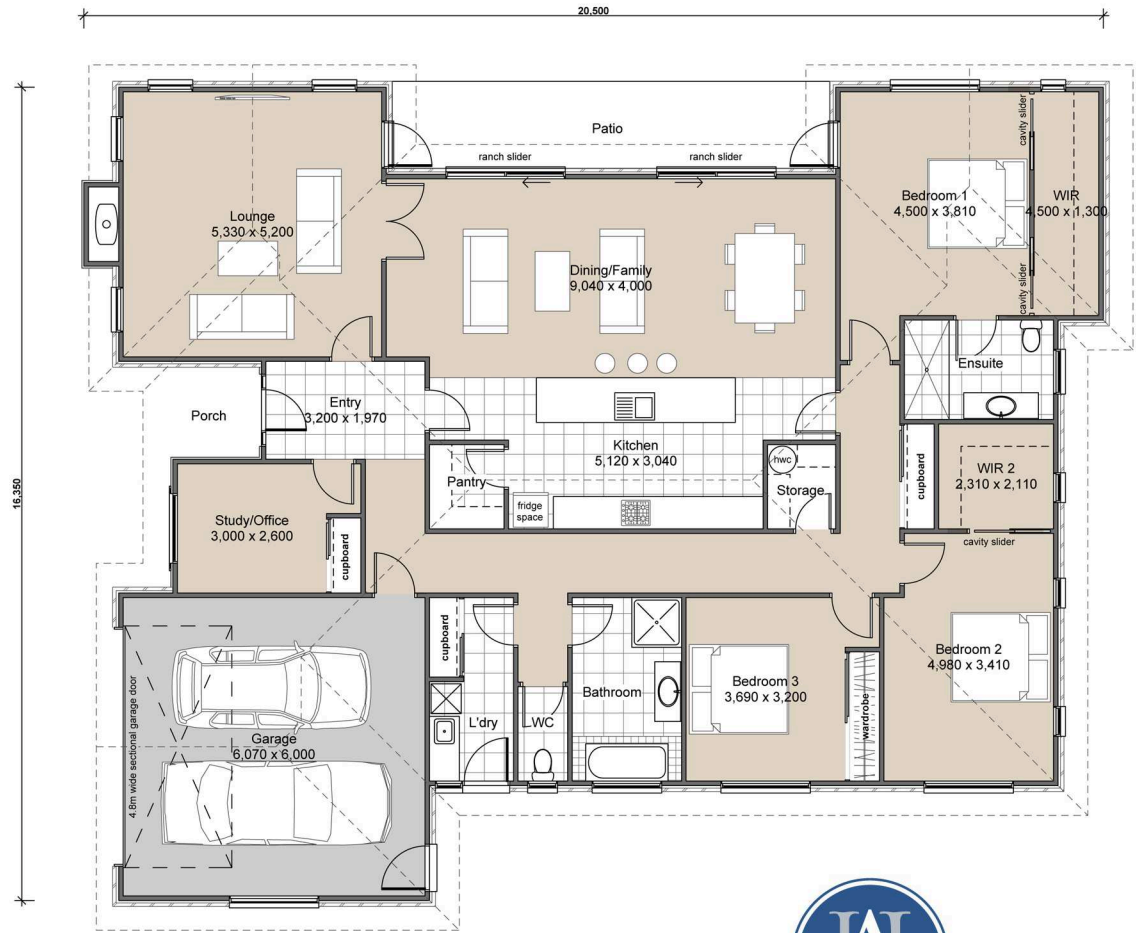 20,500
16,350
Patio
ranch slider
ranch slider
cavity slider
Lounge
5,330 x 5,200
Bedroom 1
4,500 x 3,810
WIR
4,500 x 1,300
Dining/Family
9,040 x 4,000
cavity slider
Ensuite
Porch
Entry
3,200 x 1,970
Kitchen
5,120 x 3,040
hwc
Pantry
Storage
cupboard
WIR 2
2,310 x 2,110
fridge
space
Study/Office
3,000 x 2,600
cupboard
cavity slider
cupboard
Bedroom 2
4,980 x 3,410
Bedroom 3
3,690 x 3,200
Bathroom
wardrobe
L'dry
WC
4.8m wide sectional garage door
Garage
6,070 x 6,000